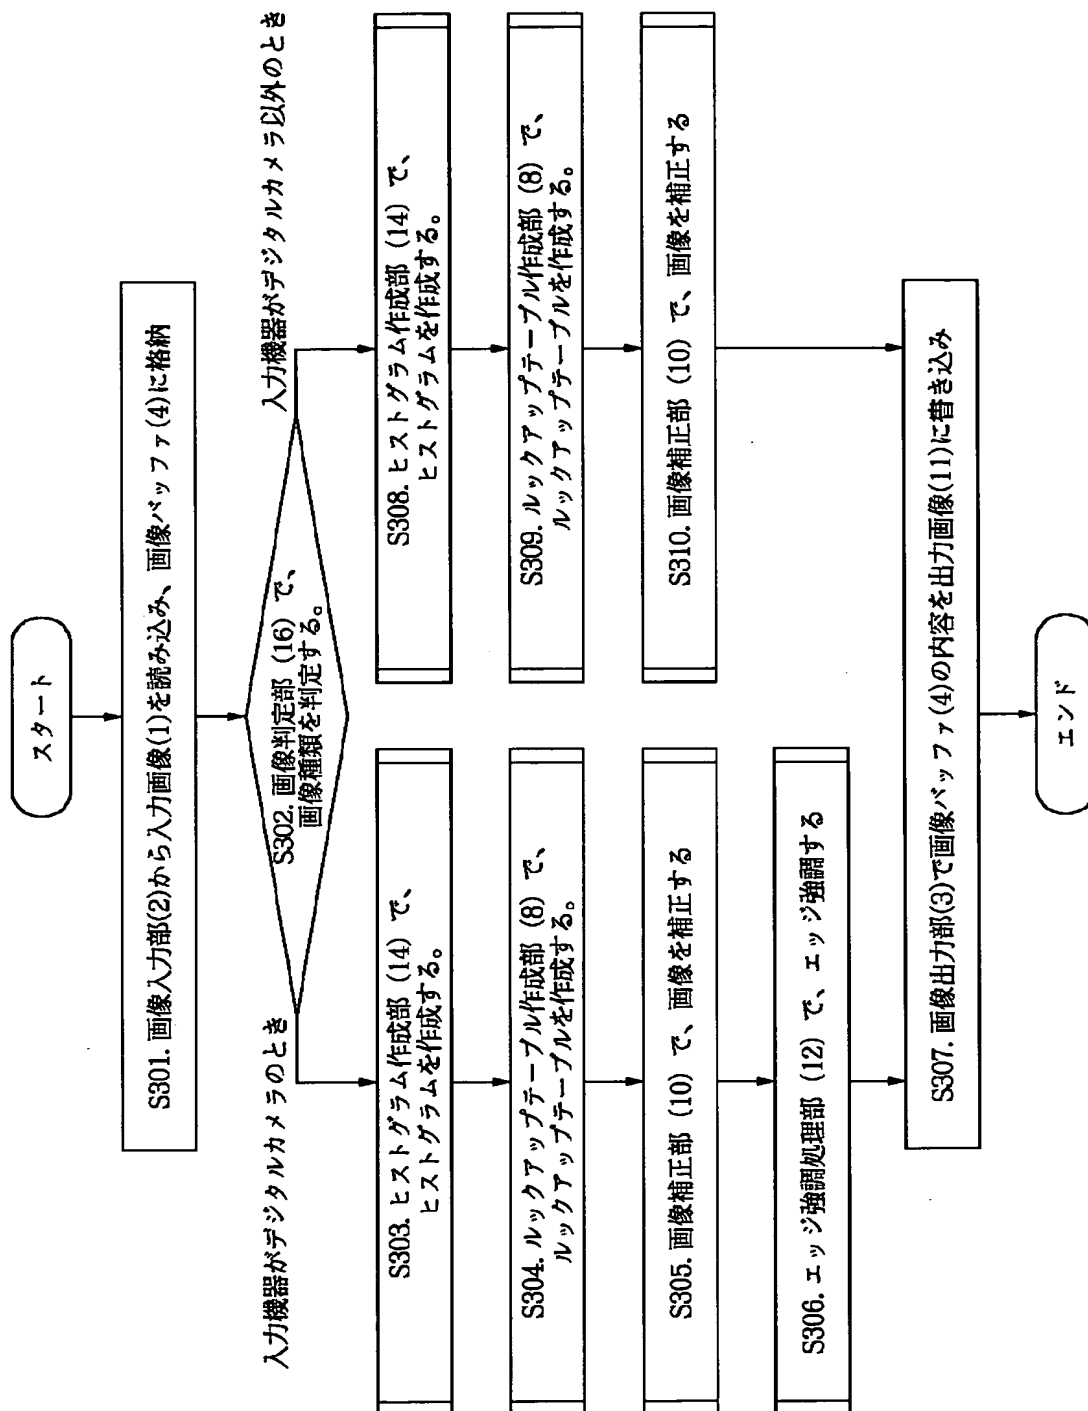 スタート
S301. 画像入力部(2)から入力画像(1)を読み込み、画像バッファ(4)に格納
S302. 画像判定部 (16) で、
画像種類を判定する。
入力機器がデジタルカメラのとき
S303. ヒストグラム作成部 (14) で、
ヒストグラムを作成する。
S304. ルックアップテーブル作成部 (8) で、
ルックアップテーブルを作成する。
S305. 画像補正部 (10) で、画像を補正する
S306. エッジ強調処理部 (12) で、エッジ強調する
入力機器がデジタルカメラ以外のとき
S308. ヒストグラム作成部 (14) で、
ヒストグラムを作成する。
S309. ルックアップテーブル作成部 (8) で、
ルックアップテーブルを作成する。
S310. 画像補正部 (10) で、画像を補正する
S307. 画像出力部(3)で画像バッファ(4)の内容を出力画像(11)に書き込み
エンド